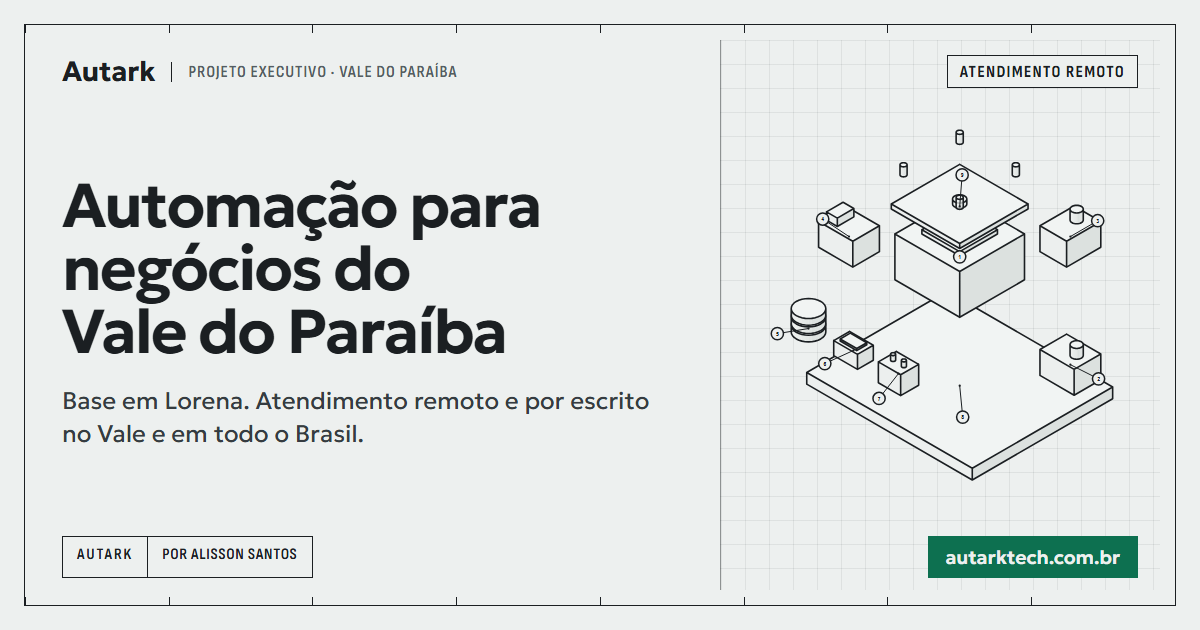 Autark
PROJETO EXECUTIVO · VALE DO PARAÍBA
ATENDIMENTO REMOTO
Automação para
negócios do
Vale do Paraíba
Base em Lorena. Atendimento remoto e por escrito
no Vale e em todo o Brasil.
AUTARK
POR ALISSON SANTOS
autarktech.com.br